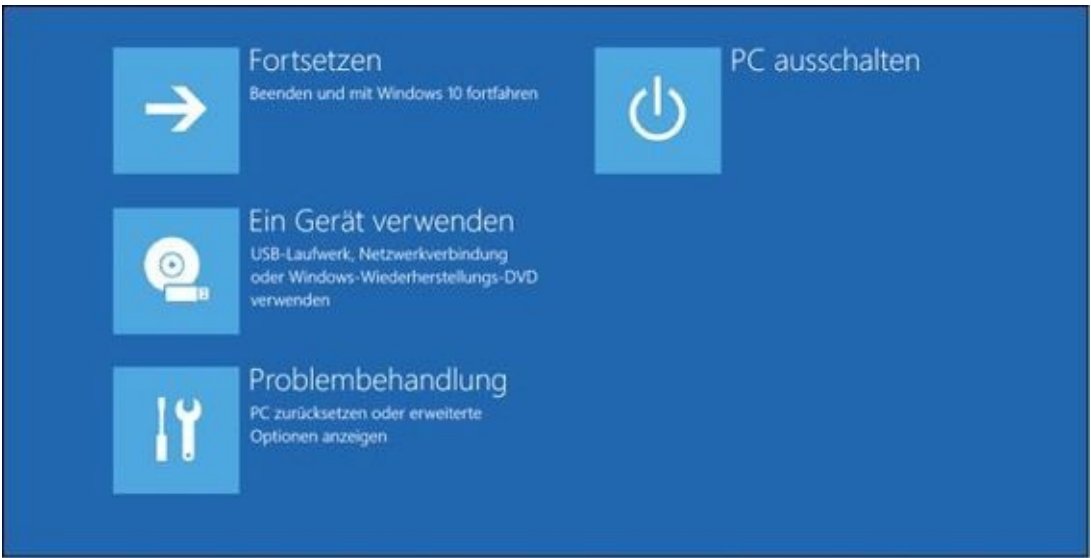 Fortsetzen
Beenden und mit Windows 10 fortfahren
PC ausschalten
Ein Gerät verwenden
USB-Laufwerk, Netzwerkverbindung
oder Windows-Wiederherstellungs-DVD
verwenden
Problembehandlung
PC zurücksetzen oder erweiterte
Optionen anzeigen